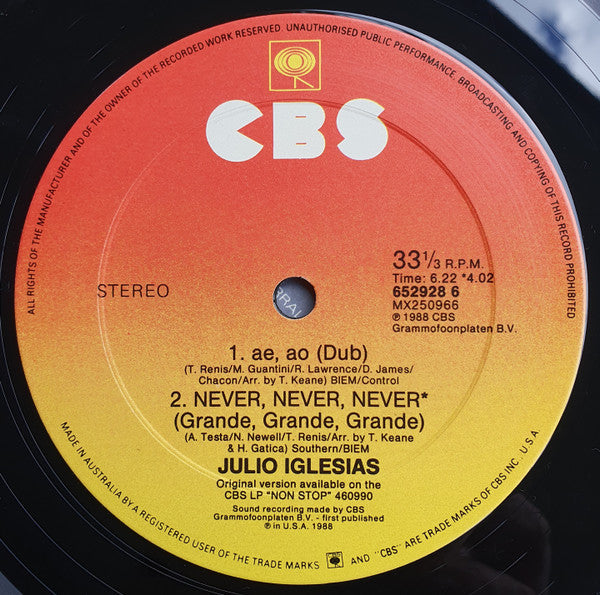 ALL RIGHTS OF THE MANUFACTURER AND OF THE OWNER OF THE RECORDED WORK RESERVED. UNAUTHORISED PUBLIC PERFORMANCE, BROADCASTING AND COPYING OF THIS RECORD PROHIBITED
CBS
STEREO
33⅓ R.P.M.
Time: 6.22 *4.02
652928 6
MX250966
℗ 1988 CBS
Grammofoonplaten B.V.
1. ae, ao (Dub)
(T. Renis/M. Guantini/R. Lawrence/D. James/
Chacon/Arr. by T. Keane) BIEM/Control
2. NEVER, NEVER, NEVER*
(Grande, Grande, Grande)
(A. Testa/N. Newell/T. Renis/Arr. by T. Keane
& H. Gatica) Southern/BIEM
JULIO IGLESIAS
Original version available on the
CBS LP "NON STOP" 460990
Sound recording made by CBS
Grammofoonplaten B.V. - first published
℗ in U.S.A. 1988
MADE IN AUSTRALIA BY A REGISTERED USER OF THE TRADE MARKS AND "CBS" ARE TRADE MARKS OF CBS INC. U.S.A.